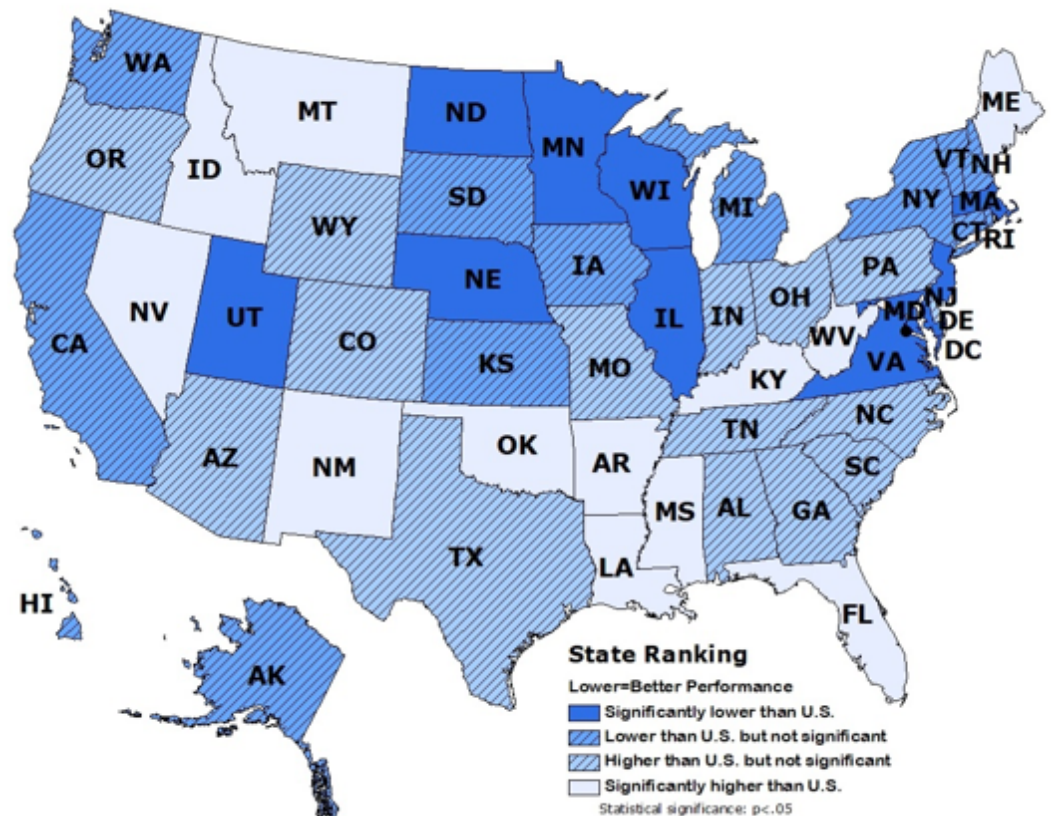 WA
MT
ND
MN
ME
OR
ID
SD
WI
MI
VT
NH
NY
MA
WY
CT
RI
IA
PA
NE
NV
UT
CO
IL
IN
OH
NJ
MD
DE
WV
DC
CA
KS
MO
KY
VA
AZ
NM
OK
TN
NC
AR
SC
TX
MS
AL
GA
LA
HI
FL
AK
State Ranking
Lower=Better Performance
Significantly lower than U.S.
Lower than U.S. but not significant
Higher than U.S. but not significant
Significantly higher than U.S.
Statistical significance: p<.05